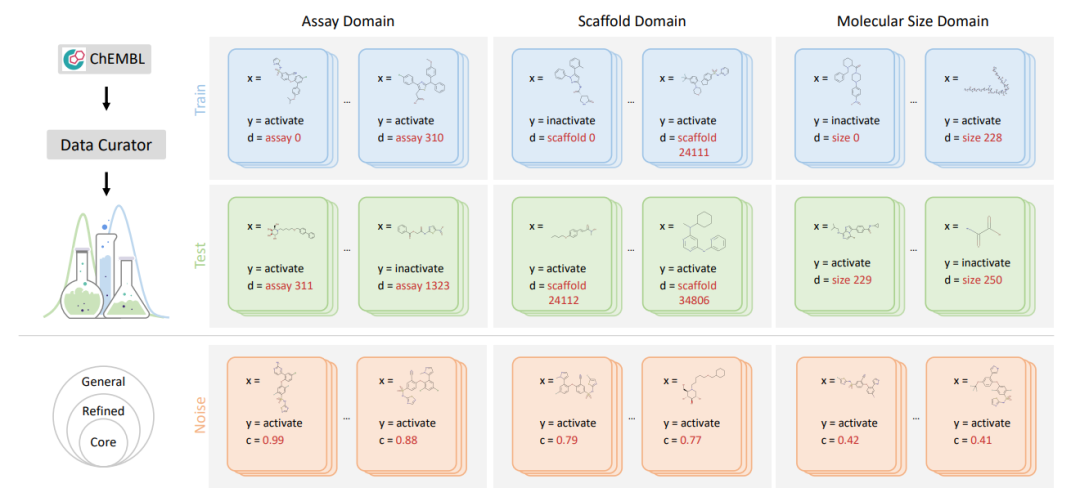 Assay Domain
Scaffold Domain
Molecular Size Domain
ChEMBL
Data Curator
Train
x =
y = activate
d = assay 0
...
x =
y = activate
d = assay 310
x =
y = inactivate
d = scaffold 0
...
x =
y = activate
d = scaffold
24111
x =
y = inactivate
d = size 0
...
x =
y = activate
d = size 228
Test
x =
y = activate
d = assay 311
...
x =
y = inactivate
d = assay 1323
x =
y = activate
d = scaffold
24112
...
x =
y = activate
d = scaffold
34806
x =
y = activate
d = size 229
...
x =
y = inactivate
d = size 250
General
Refined
Core
Noise
x =
y = activate
c = 0.99
...
x =
y = activate
c = 0.88
x =
y = activate
c = 0.79
...
x =
y = activate
c = 0.77
x =
y = activate
c = 0.42
...
x =
y = activate
c = 0.41